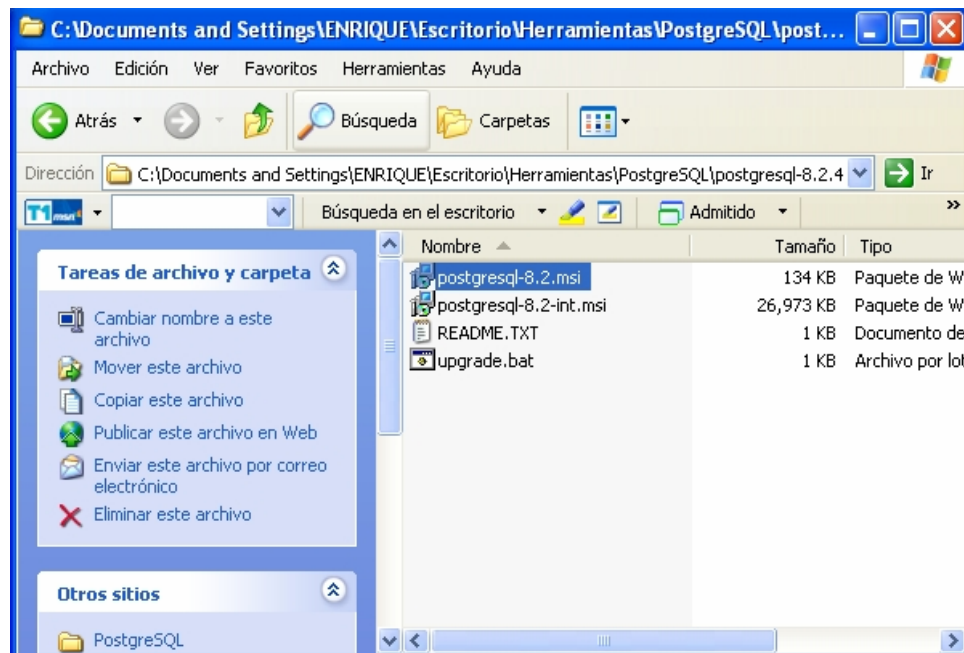 C:\Documents and Settings\ENRIQUE\Escritorio\Herramientas\PostgreSQL\post...
Archivo Edición Ver Favoritos Herramientas Ayuda
Atrás Búsqueda Carpetas
Dirección C:\Documents and Settings\ENRIQUE\Escritorio\Herramientas\PostgreSQL\postgresql-8.2.4 Ir
T1 msn Búsqueda en el escritorio Admitido »
Tareas de archivo y carpeta
Cambiar nombre a este
archivo
Mover este archivo
Copiar este archivo
Publicar este archivo en Web
Enviar este archivo por correo
electrónico
Eliminar este archivo
Otros sitios
PostgreSQL
Nombre Tamaño Tipo
postgresql-8.2.msi 134 KB Paquete de W
postgresql-8.2-int.msi 26,973 KB Paquete de W
README.TXT 1 KB Documento de
upgrade.bat 1 KB Archivo por lot